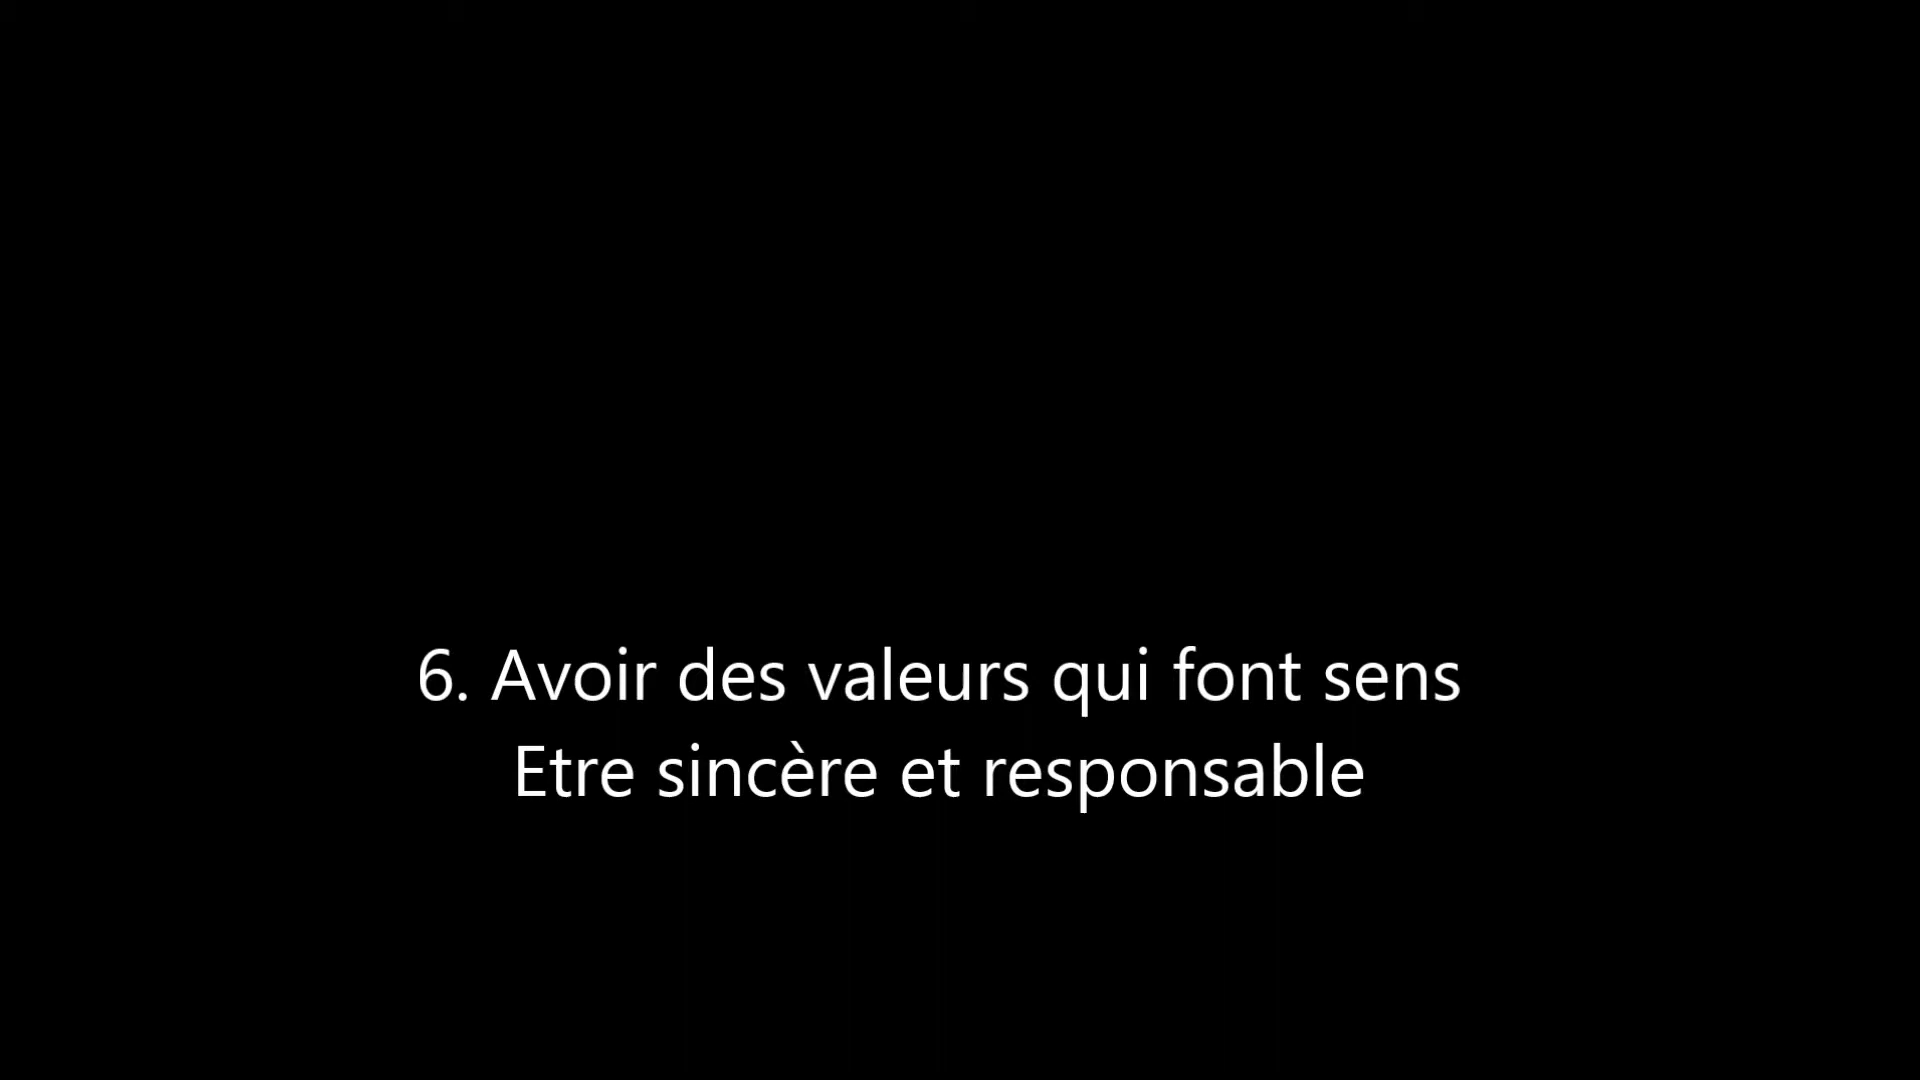 6. Avoir des valeurs qui font sens
Etre sincère et responsable